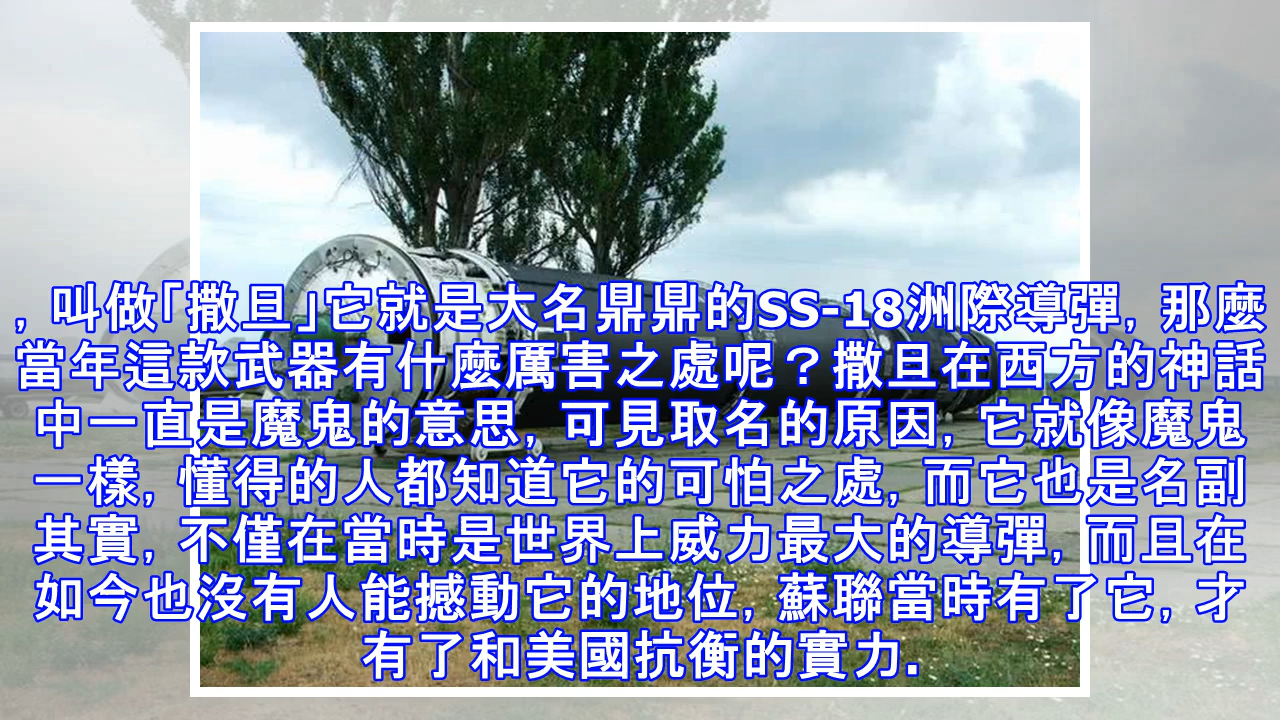 , 叫做「撒旦」它就是大名鼎鼎的SS-18洲際導彈, 那麼
當年這款武器有什麼厲害之處呢？撒旦在西方的神話
中一直是魔鬼的意思, 可見取名的原因, 它就像魔鬼
一樣, 懂得的人都知道它的可怕之處, 而它也是名副
其實, 不僅在當時是世界上威力最大的導彈, 而且在
如今也沒有人能撼動它的地位, 蘇聯當時有了它, 才
有了和美國抗衡的實力.